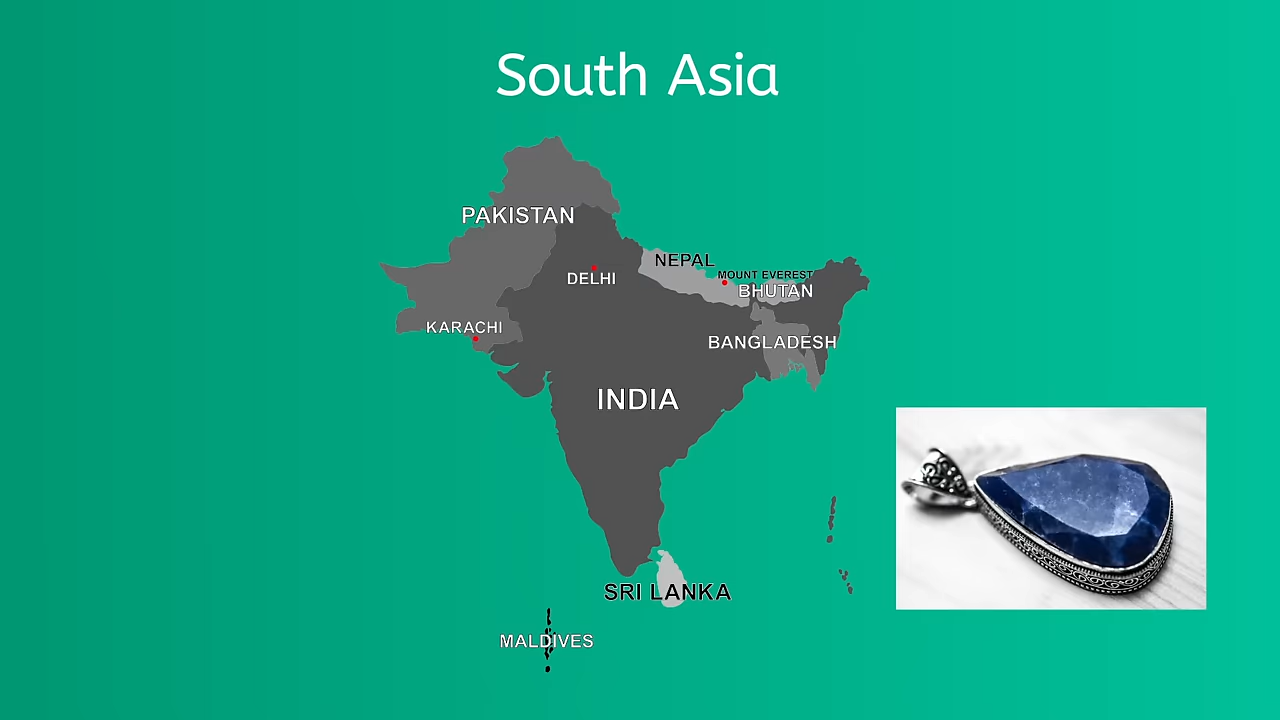 South Asia
PAKISTAN
NEPAL
MOUNT EVEREST
DELHI
BHUTAN
KARACHI
BANGLADESH
INDIA
SRI LANKA
MALDIVES